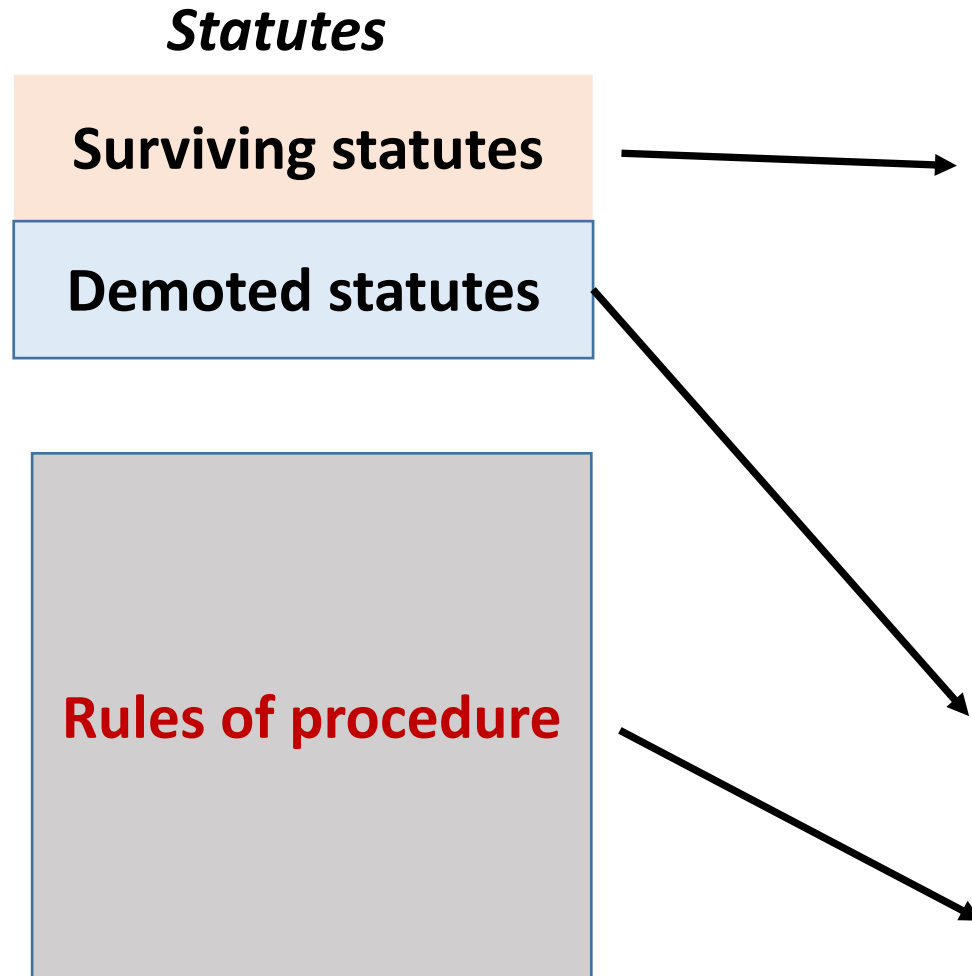 Statutes
Surviving statutes
Demoted statutes
Rules of procedure